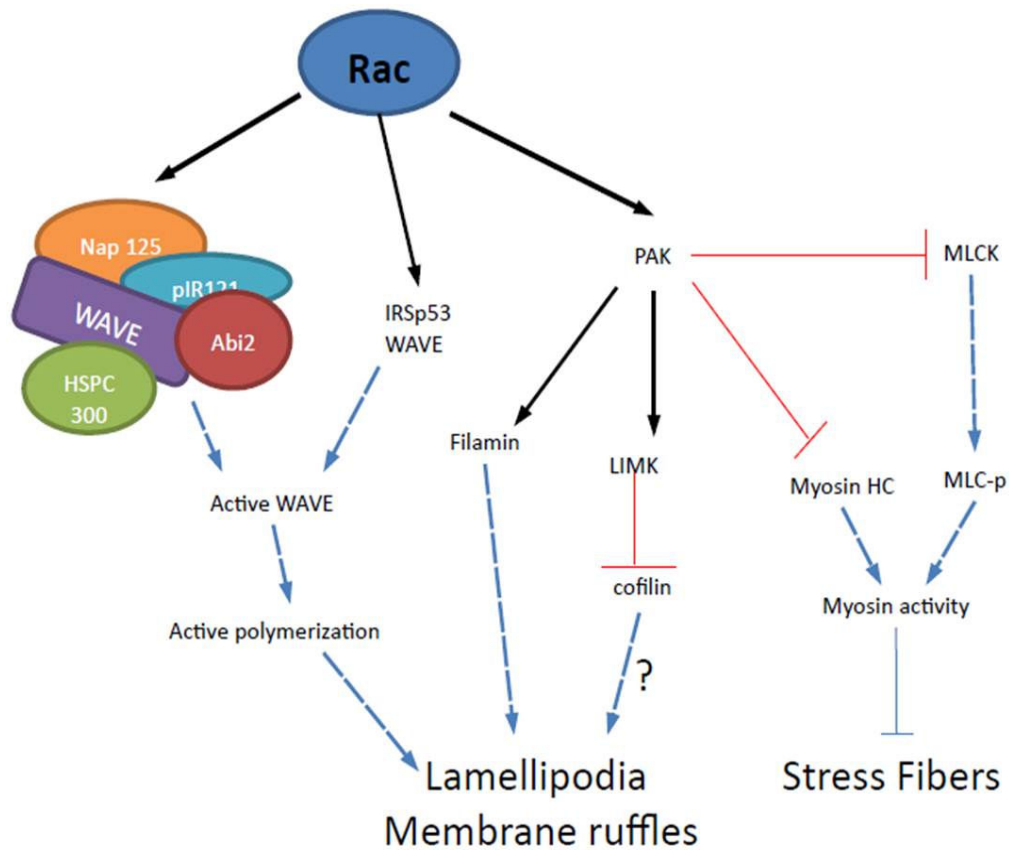 Rac
Nap 125
pIR121
WAVE
Abi2
HSPC
300
IRSp53
WAVE
PAK
MLCK
Filamin
LIMK
Myosin HC
MLC-p
Active WAVE
cofilin
Myosin activity
Active polymerization
?
Lamellipodia
Membrane ruffles
Stress Fibers